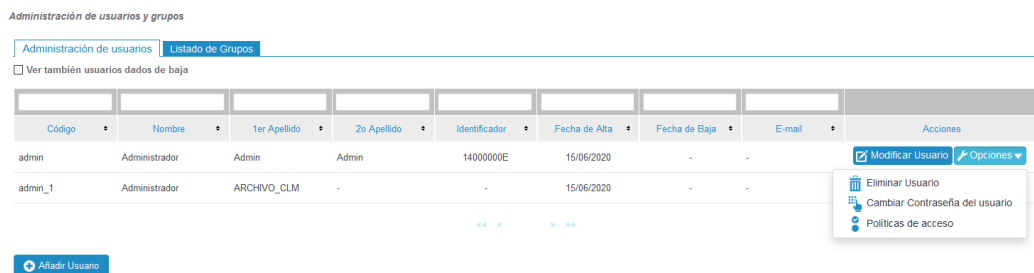 Administración de usuarios y grupos
Administración de usuarios Listado de Grupos
Ver también usuarios dados de baja
Código Nombre 1er Apellido 2o Apellido Identificador Fecha de Alta Fecha de Baja E-mail Acciones
admin Administrador Admin Admin 14000000E 15/06/2020 - - Modificar Usuario Opciones
admin_1 Administrador ARCHIVO_CLM - - 15/06/2020 - -
Eliminar Usuario
Cambiar Contraseña del usuario
Políticas de acceso
«« « » »»
Añadir Usuario